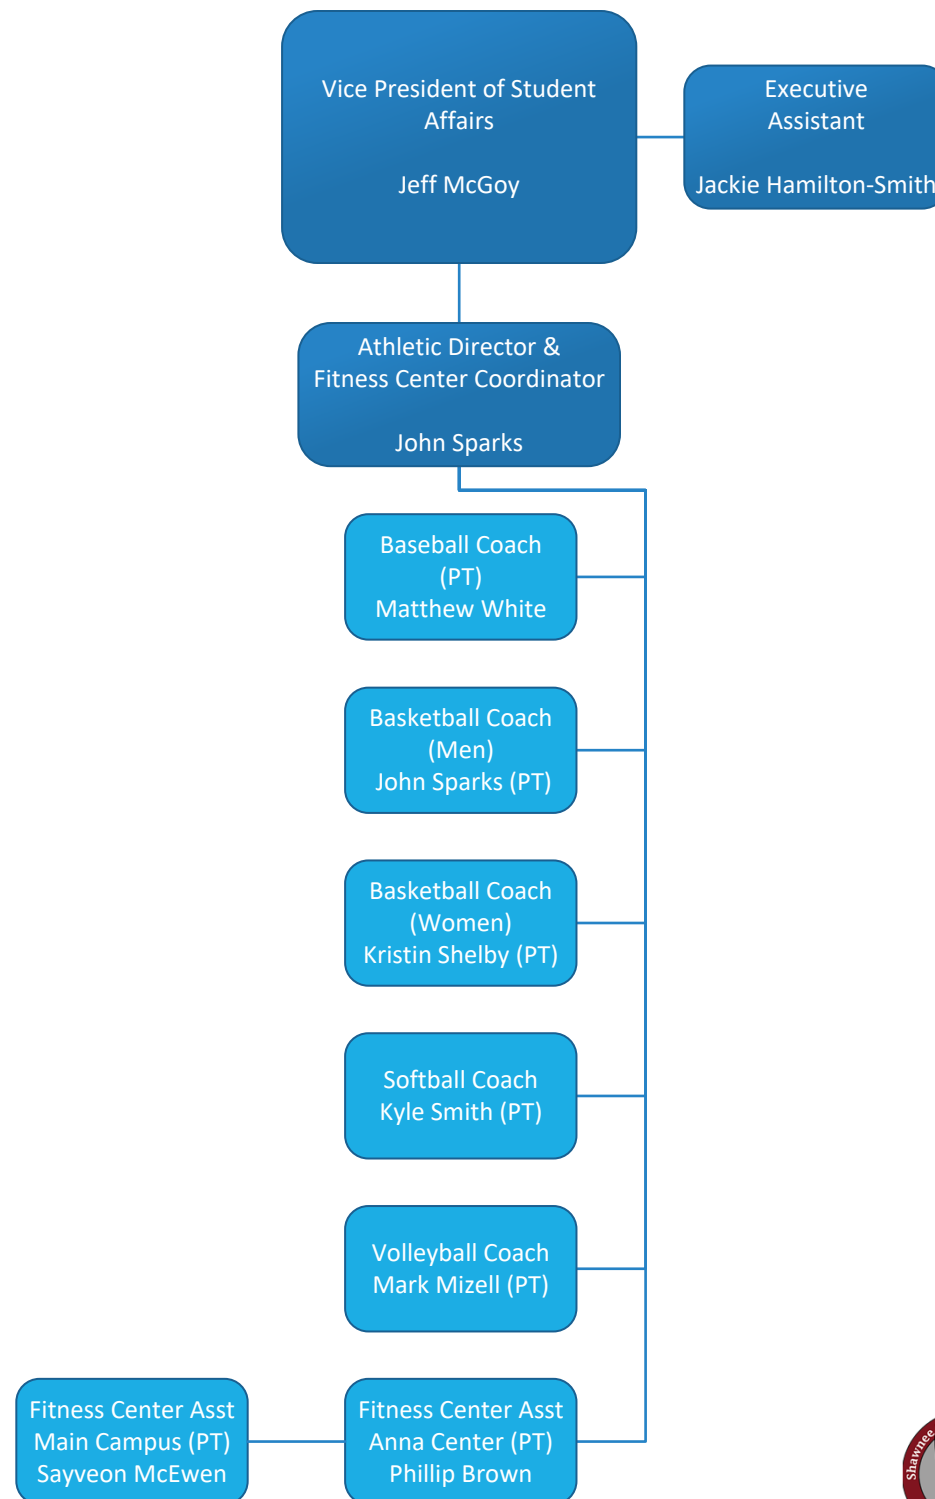 Vice President of Student
Affairs
Jeff McGoy
Executive
Assistant
Jackie Hamilton-Smith
Athletic Director &
Fitness Center Coordinator
John Sparks
Baseball Coach
(PT)
Matthew White
Basketball Coach
(Men)
John Sparks (PT)
Basketball Coach
(Women)
Kristin Shelby (PT)
Softball Coach
Kyle Smith (PT)
Volleyball Coach
Mark Mizell (PT)
Fitness Center Asst
Main Campus (PT)
Sayveon McEwen
Fitness Center Asst
Anna Center (PT)
Phillip Brown
Shawnee